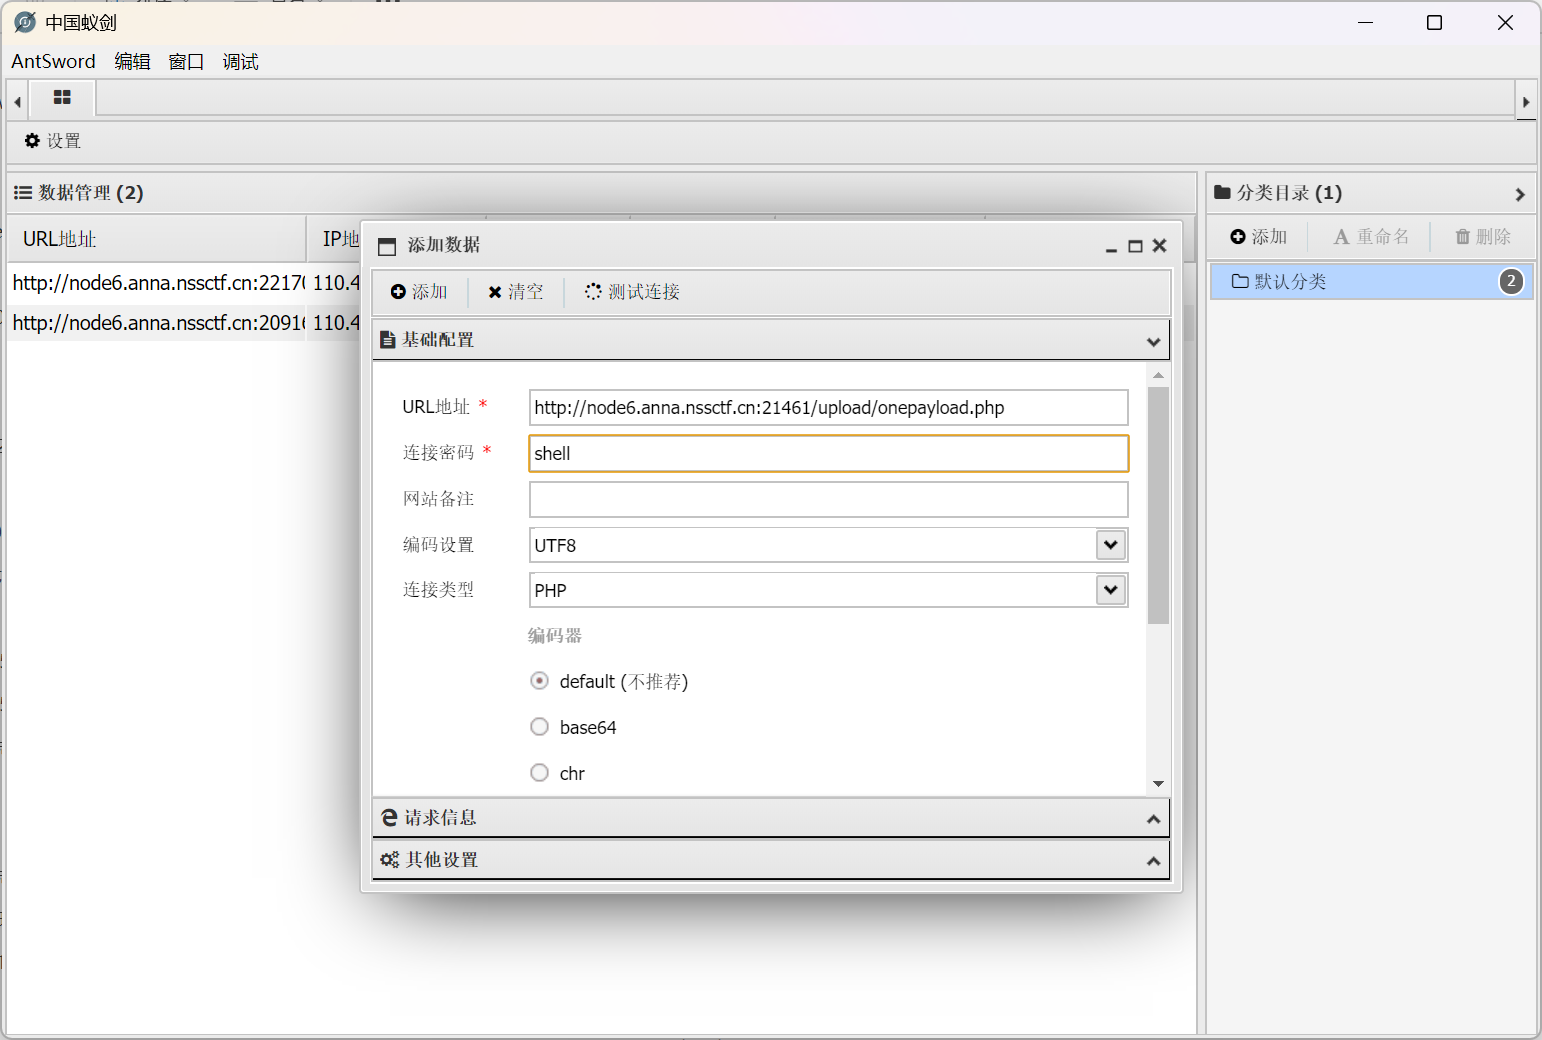 中国蚁剑
AntSword 编辑 窗口 调试
设置
数据管理 (2)
URL地址 IP地
http://node6.anna.nssctf.cn:2217 110.4
http://node6.anna.nssctf.cn:2091 110.4
分类目录 (1)
添加 重命名 删除
默认分类 2
添加数据
添加 清空 测试连接
基础配置
URL地址 * http://node6.anna.nssctf.cn:21461/upload/onepayload.php
连接密码 * shell
网站备注
编码设置 UTF8
连接类型 PHP
编码器
default (不推荐)
base64
chr
请求信息
其他设置